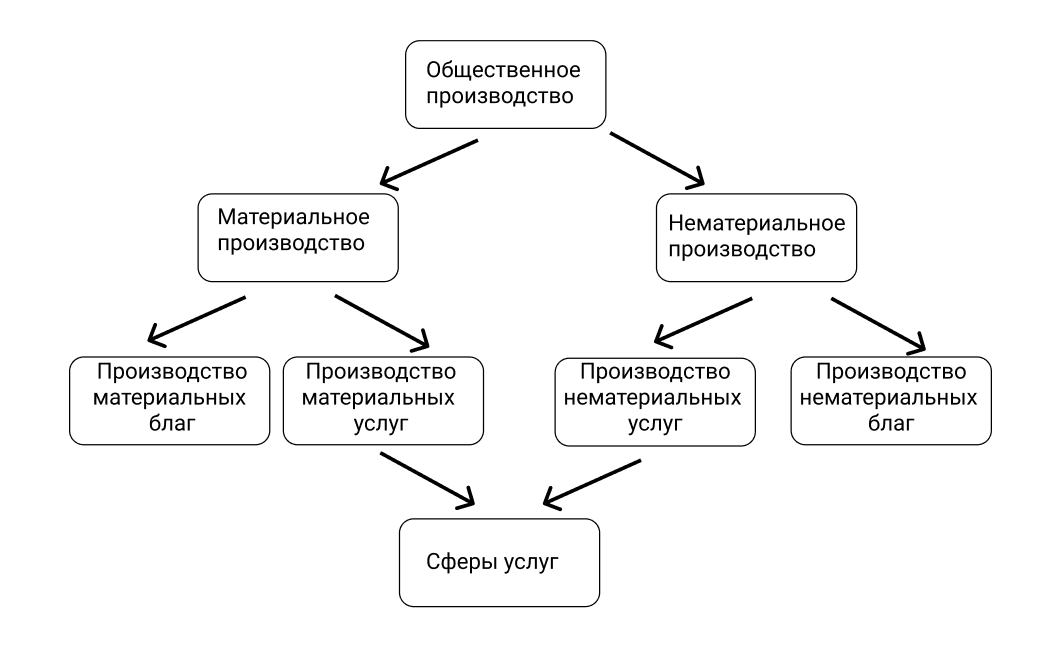 Общественное
производство
Материальное
производство
Нематериальное
производство
Производство
материальных
благ
Производство
материальных
услуг
Производство
нематериальных
услуг
Производство
нематериальных
благ
Сферы услуг